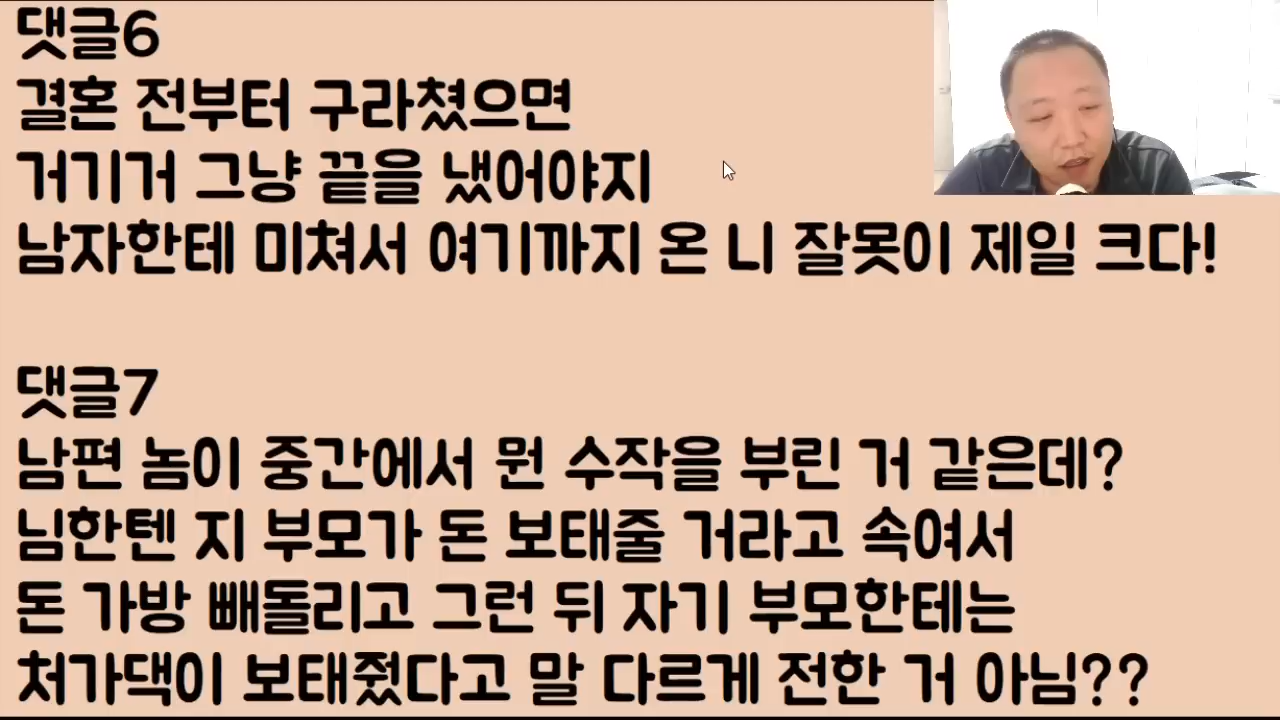 댓글6
결혼 전부터 구라쳤으면
거기거 그냥 끝을 냈어야지
남자한테 미쳐서 여기까지 온 니 잘못이 제일 크다!
댓글7
남편 놈이 중간에서 뭔 수작을 부린 거 같은데?
님한텐 지 부모가 돈 보태줄 거라고 속여서
돈 가방 빼돌리고 그런 뒤 자기 부모한테는
처가댁이 보태줬다고 말 다르게 전한 거 아님??